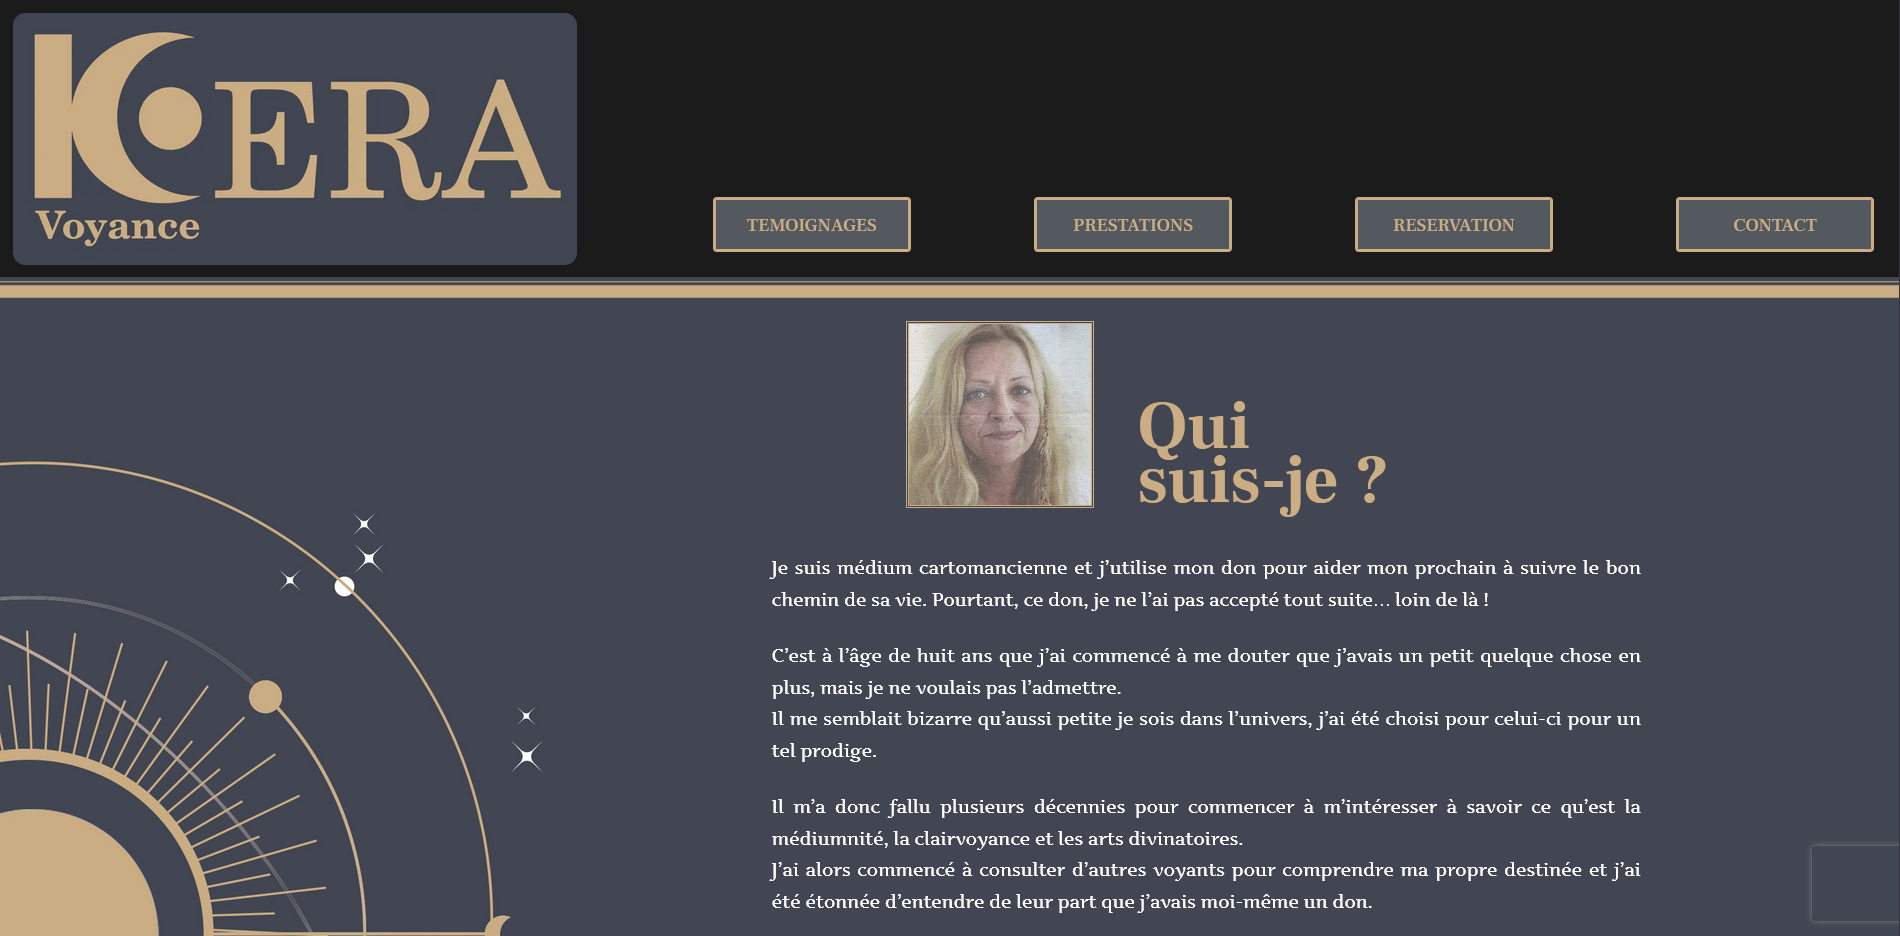 KERA
Voyance
TEMOIGNAGES
PRESTATIONS
RESERVATION
CONTACT
Qui
suis-je ?
Je suis médium cartomancienne et j’utilise mon don pour aider mon prochain à suivre le bon
chemin de sa vie. Pourtant, ce don, je ne l’ai pas accepté tout suite… loin de là !
C’est à l’âge de huit ans que j’ai commencé à me douter que j’avais un petit quelque chose en
plus, mais je ne voulais pas l’admettre.
Il me semblait bizarre qu’aussi petite je sois dans l’univers, j’ai été choisi pour celui-ci pour un
tel prodige.
Il m’a donc fallu plusieurs décennies pour commencer à m’intéresser à savoir ce qu’est la
médiumnité, la clairvoyance et les arts divinatoires.
J’ai alors commencé à consulter d’autres voyants pour comprendre ma propre destinée et j’ai
été étonnée d’entendre de leur part que j’avais moi-même un don.